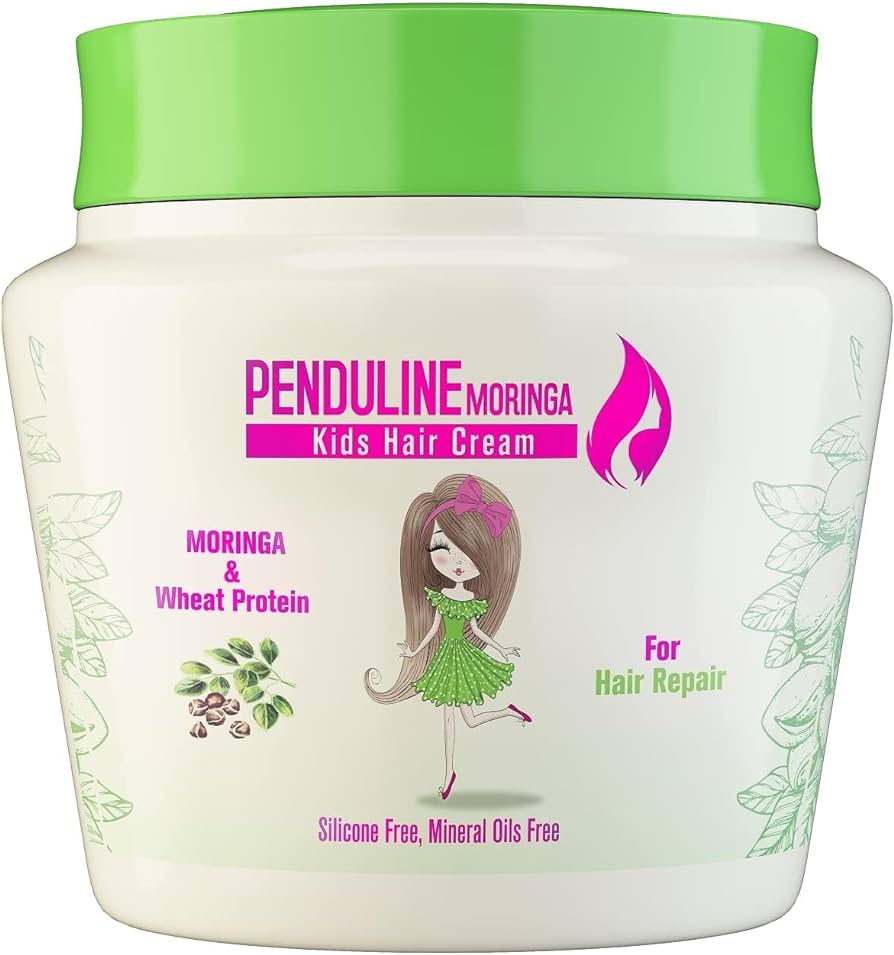 PENDULINE MORINGA
Kids Hair Cream
MORINGA
&
Wheat Protein
For
Hair Repair
Silicone Free, Mineral Oils Free